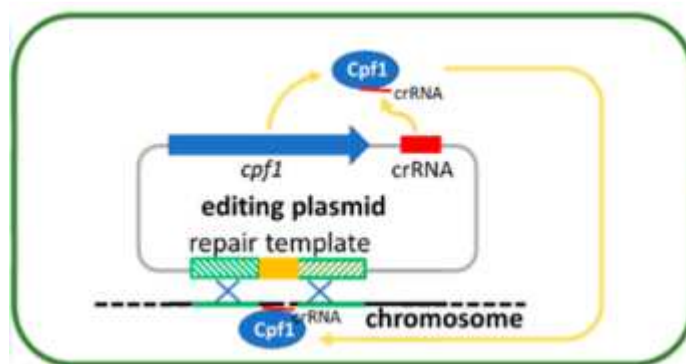 Cpf1
crRNA
cpf1
crRNA
editing plasmid
repair template
crRNA
chromosome
Cpf1